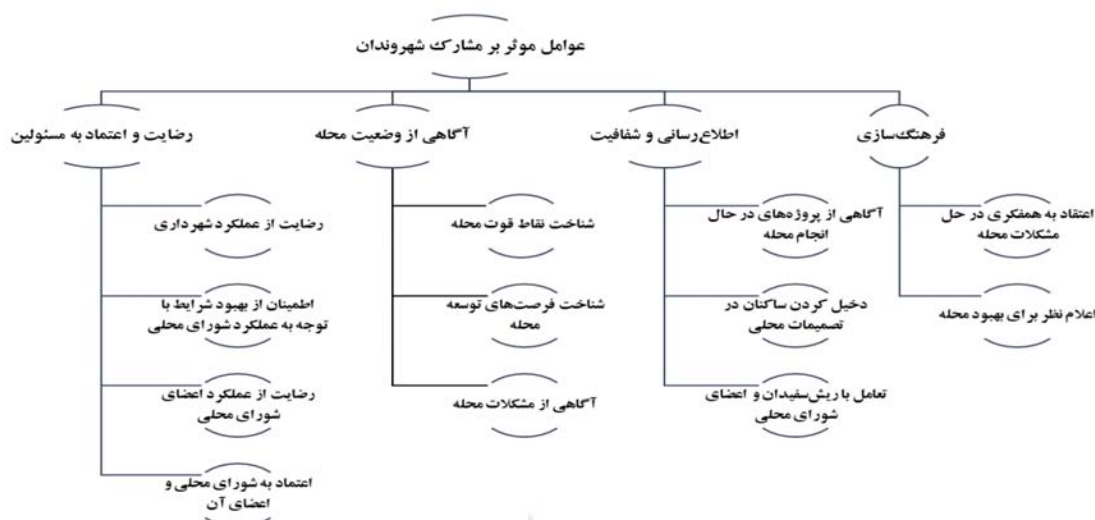 عوامل موثر بر مشارک شهروندان
فرهنگ‌سازی
اعتقاد به همفکری در حل
مشکلات محله
اعلام نظر برای بهبود محله
اطلاع‌رسانی و شفافیت
آگاهی از پروژه‌های در حال
انجام محله
دخیل کردن ساکنان در
تصمیمات محلی
تعامل با ریش‌سفیدان و اعضای
شورای محلی
آگاهی از وضعیت محله
شناخت نقاط قوت محله
شناخت فرصت‌های توسعه
محله
آگاهی از مشکلات محله
رضایت و اعتماد به مسئولین
رضایت از عملکرد شهرداری
اطمینان از بهبود شرایط با
توجه به عملکرد شورای محلی
رضایت از عملکرد اعضای
شورای محلی
اعتماد به شورای محلی و
اعضای آن